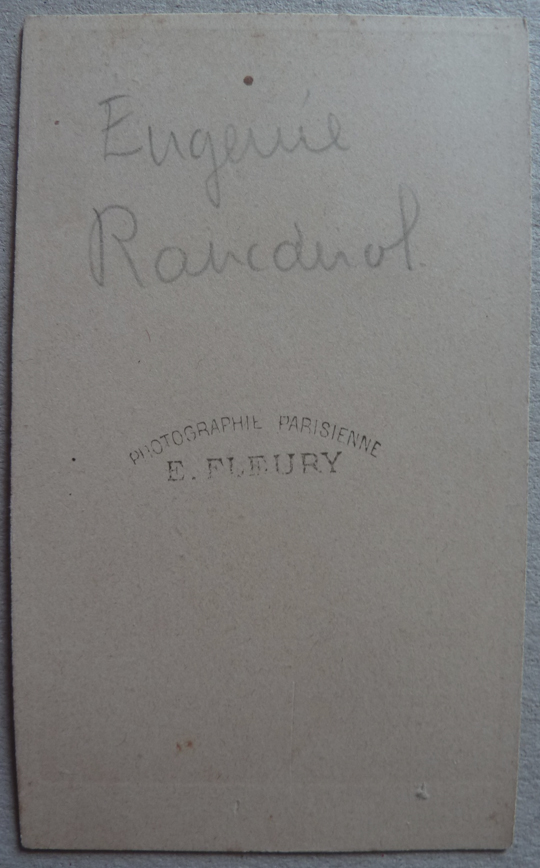 Eugenie
Rancanol
PHOTOGRAPHIE PARISIENNE
E. FLEURY